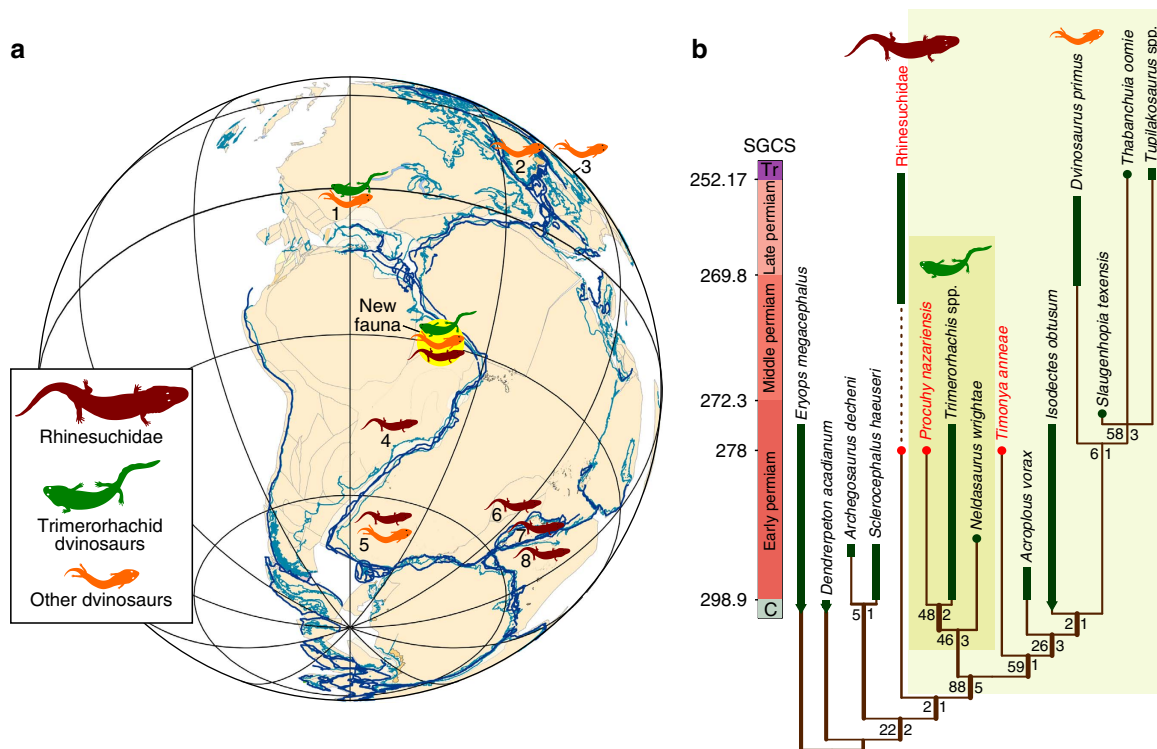 a
1
2
3
New
fauna
4
5
6
7
8
Rhinesuchidae
Trimerorhachid
dvinosaurs
Other dvinosaurs
b
SGCS
Tr
252.17
Late permiam
269.8
Middle permiam
272.3
278
Early permiam
298.9
C
Eryops megacephalus
Dendrerpeton acadianum
Archegosaurus decheni
Sclerocephalus haeuseri
Rhinesuchidae
Procuhy nazariensis
Trimerorhachis spp.
Neldasaurus wrightae
Timonya anneae
Acroplous vorax
Isodectes obtusum
Dvinosaurus primus
Slaugenhopia texensis
Thabanchuia oomie
Tupilakosaurus spp.
58 3
6 1
5 1
48 2
2 1
46 3
26 3
59 1
88 5
2 1
22 2